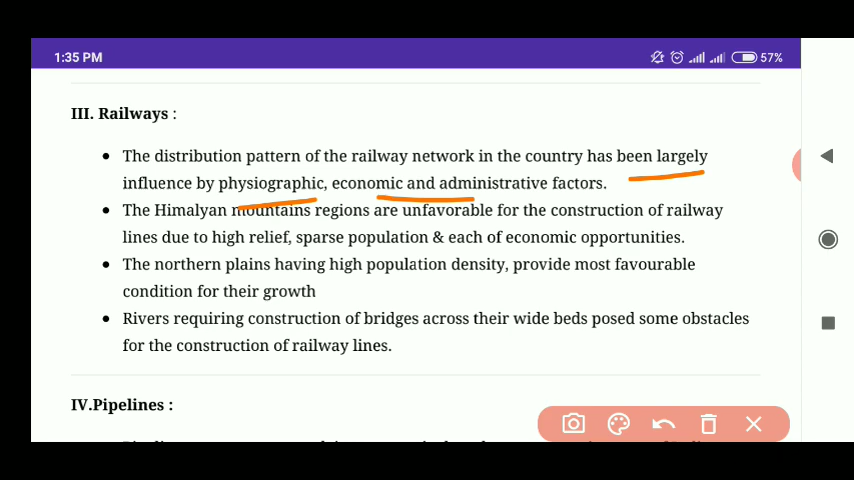 1:35 PM
57%
III. Railways :
• The distribution pattern of the railway network in the country has been largely
influence by physiographic, economic and administrative factors.
• The Himalyan mountains regions are unfavorable for the construction of railway
lines due to high relief, sparse population & each of economic opportunities.
• The northern plains having high population density, provide most favourable
condition for their growth
• Rivers requiring construction of bridges across their wide beds posed some obstacles
for the construction of railway lines.
IV.Pipelines :